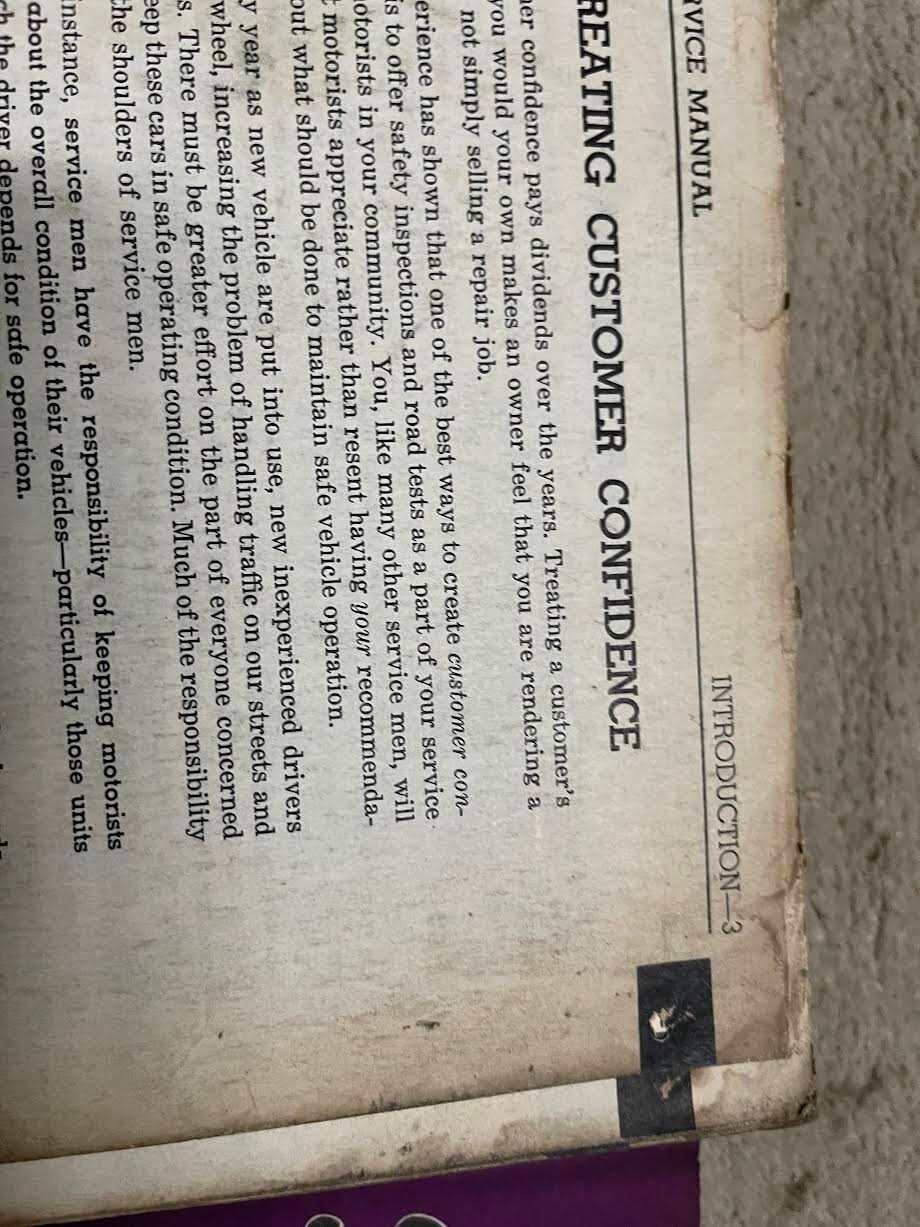 RVICE MANUAL
INTRODUCTION—3
REATING CUSTOMER CONFIDENCE
er confidence pays dividends over the years. Treating a customer's
you would your own makes an owner feel that you are rendering a
not simply selling a repair job.
erience has shown that one of the best ways to create customer con-
is to offer safety inspections and road tests as a part of your service
otorists in your community. You, like many other service men, will
t motorists appreciate rather than resent having your recommenda-
out what should be done to maintain safe vehicle operation.
y year as new vehicle are put into use, new inexperienced drivers
wheel, increasing the problem of handling traffic on our streets and
s. There must be greater effort on the part of everyone concerned
eep these cars in safe operating condition. Much of the responsibility
the shoulders of service men.
instance, service men have the responsibility of keeping motorists
about the overall condition of their vehicles—particularly those units
ch the driver depends for safe operation.